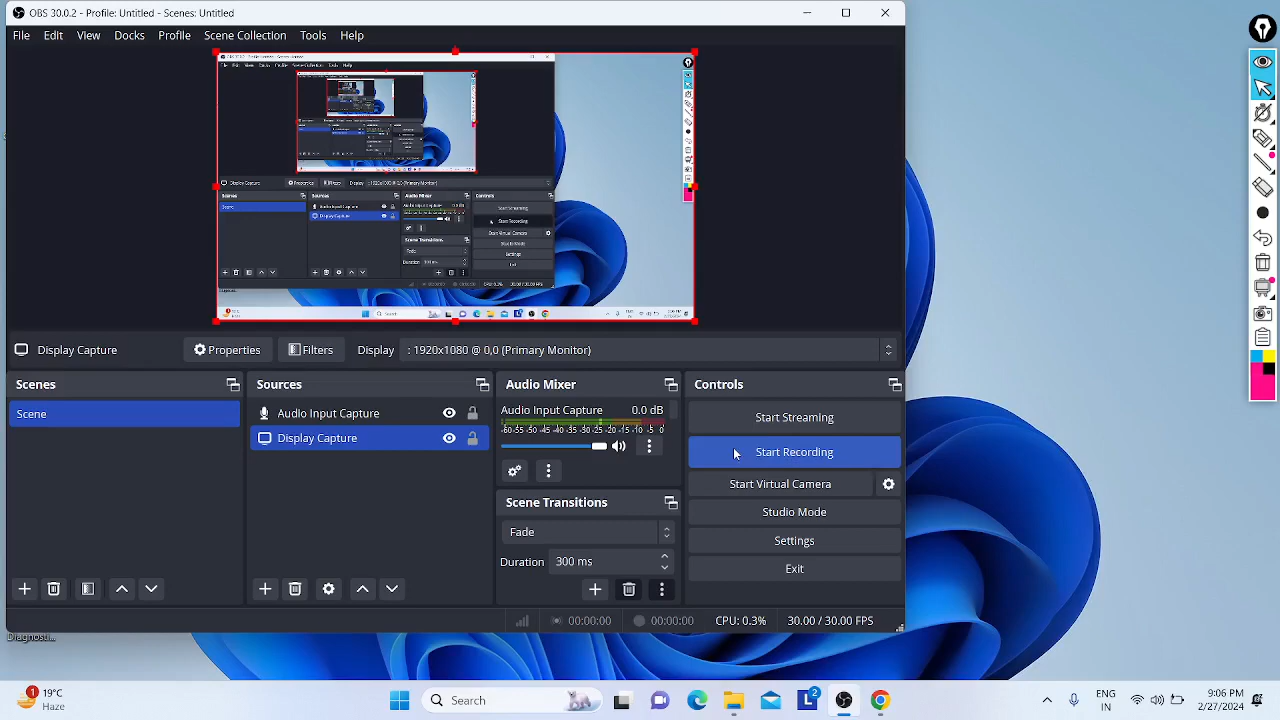 OBS 30.0.2 - Profile: Untitled - Scenes: Untitled
File Edit View Docks Profile Scene Collection Tools Help
Display Capture Properties Filters Display : 1920x1080 @ 0,0 (Primary Monitor)
Scenes
Scene
Sources
Audio Input Capture
Display Capture
Audio Mixer
Audio Input Capture 0.0 dB
-60 -55 -50 -45 -40 -35 -30 -25 -20 -15 -10 -5 0
Scene Transitions
Fade
Duration 300 ms
Controls
Start Streaming
Start Recording
Start Virtual Camera
Studio Mode
Settings
Exit
00:00:00 00:00:00 CPU: 0.3% 30.00 / 30.00 FPS
Diagnosti...
19°C
Haze
Search
L 2
ENG
IN
9:06 PM
2/27/2024